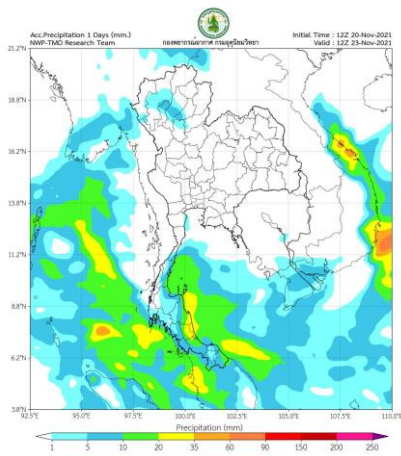 Acc.Precipitation 1 Days (mm.)
NWP-TMD Research Team
กองพยากรณ์อากาศ กรมอุตุนิยมวิทยา
Initial Time : 12Z 20-Nov-2021
Valid : 12Z 23-Nov-2021
21.2°N
18.8°N
16.2°N
13.8°N
11.2°N
8.8°N
6.2°N
3.8°N
92.5°E 95.0°E 97.5°E 100.0°E 102.5°E 105.0°E 107.5°E 110.0°E
Precipitation (mm)
1 5 10 20 35 60 90 150 200 250